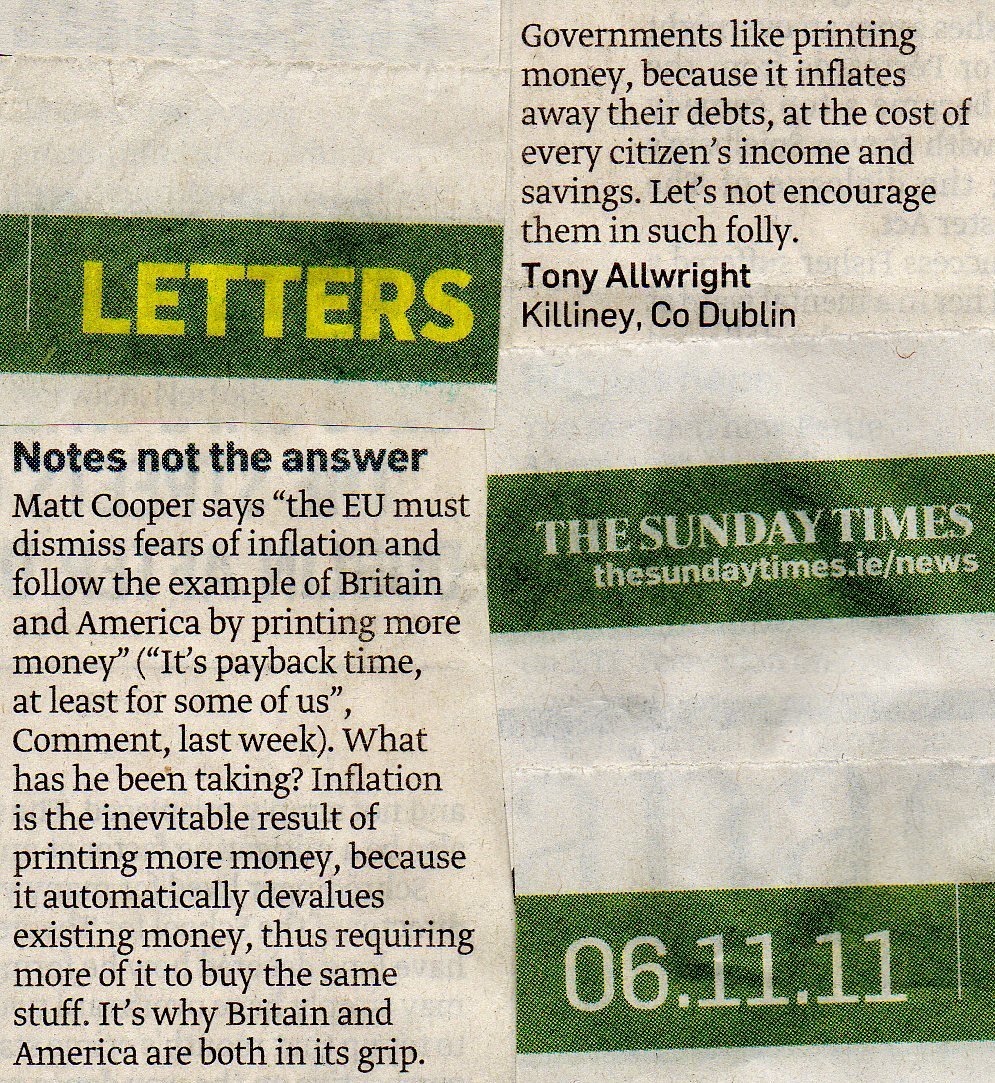 LETTERS
Notes not the answer
Matt Cooper says “the EU must
dismiss fears of inflation and
follow the example of Britain
and America by printing more
money” (“It’s payback time,
at least for some of us”,
Comment, last week). What
has he been taking? Inflation
is the inevitable result of
printing more money, because
it automatically devalues
existing money, thus requiring
more of it to buy the same
stuff. It’s why Britain and
America are both in its grip.
Governments like printing
money, because it inflates
away their debts, at the cost of
every citizen’s income and
savings. Let’s not encourage
them in such folly.
Tony Allwright
Killiney, Co Dublin
THE SUNDAY TIMES
thesundaytimes.ie/news
06.11.11